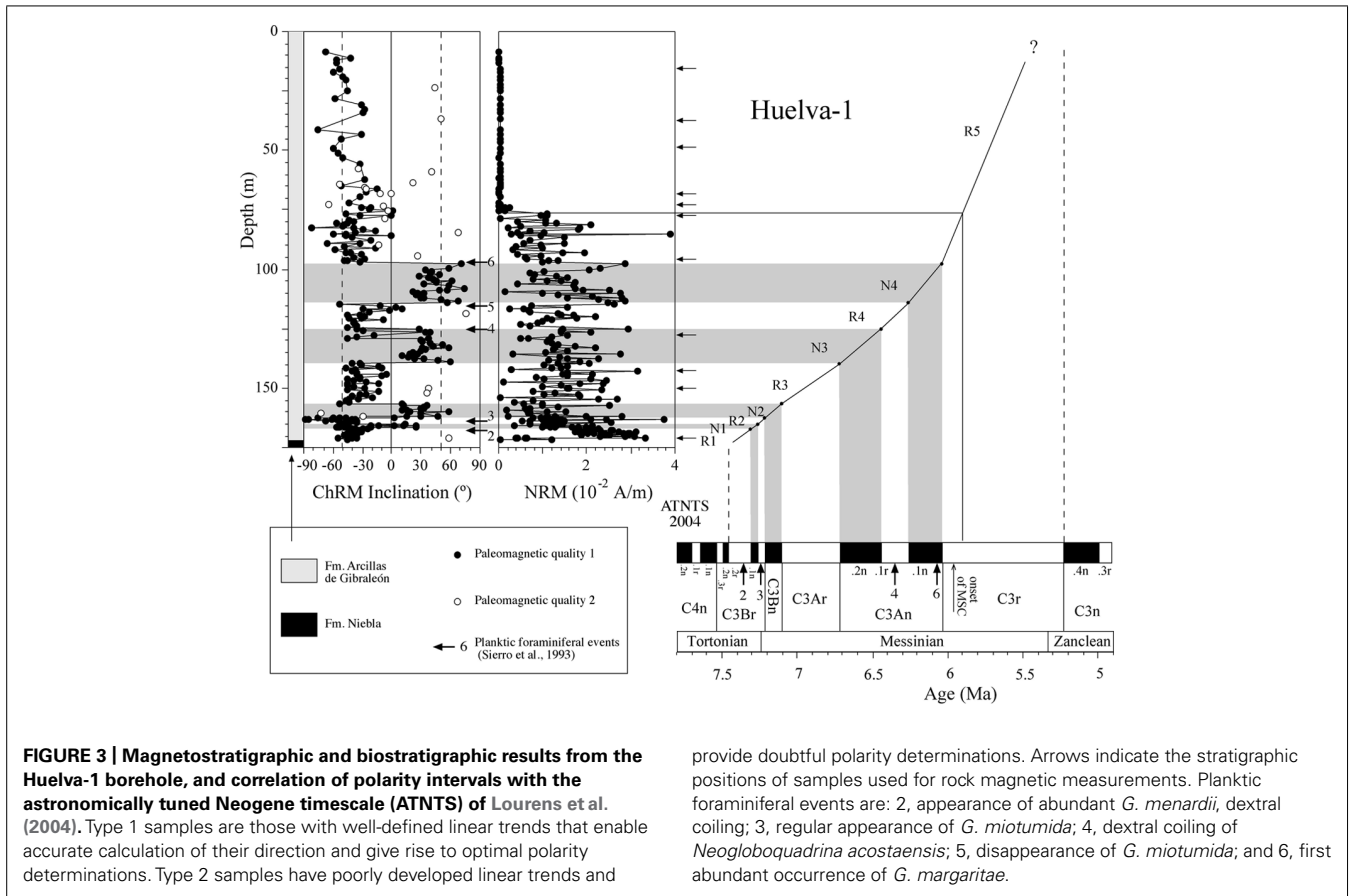 Huelva-1
?
R5
N4
R4
N3
R3
N2
R2
N1
R1
0
50
100
150
Depth (m)
6
5
4
3
2
-90 -60 -30 0 30 60 90
ChRM Inclination (º)
0 2 4
NRM (10-2 A/m)
ATNTS
2004
.2n .1r .1n .3r .2n .2r .1n .2n .1r .1n .4n .3r
2 3 4 6
onset of MSC
C4n C3Br C3Bn C3Ar C3An C3r C3n
Tortonian Messinian Zanclean
7.5 7 6.5 6 5.5 5
Age (Ma)
Fm. Arcillas
de Gibraleón
Fm. Niebla
Paleomagnetic quality 1
Paleomagnetic quality 2
6 Planktic foraminiferal events
(Sierro et al., 1993)
FIGURE 3 | Magnetostratigraphic and biostratigraphic results from the
Huelva-1 borehole, and correlation of polarity intervals with the
astronomically tuned Neogene timescale (ATNTS) of Lourens et al.
(2004). Type 1 samples are those with well-defined linear trends that enable
accurate calculation of their direction and give rise to optimal polarity
determinations. Type 2 samples have poorly developed linear trends and
provide doubtful polarity determinations. Arrows indicate the stratigraphic
positions of samples used for rock magnetic measurements. Planktic
foraminiferal events are: 2, appearance of abundant G. menardii, dextral
coiling; 3, regular appearance of G. miotumida; 4, dextral coiling of
Neogloboquadrina acostaensis; 5, disappearance of G. miotumida; and 6, first
abundant occurrence of G. margaritae.